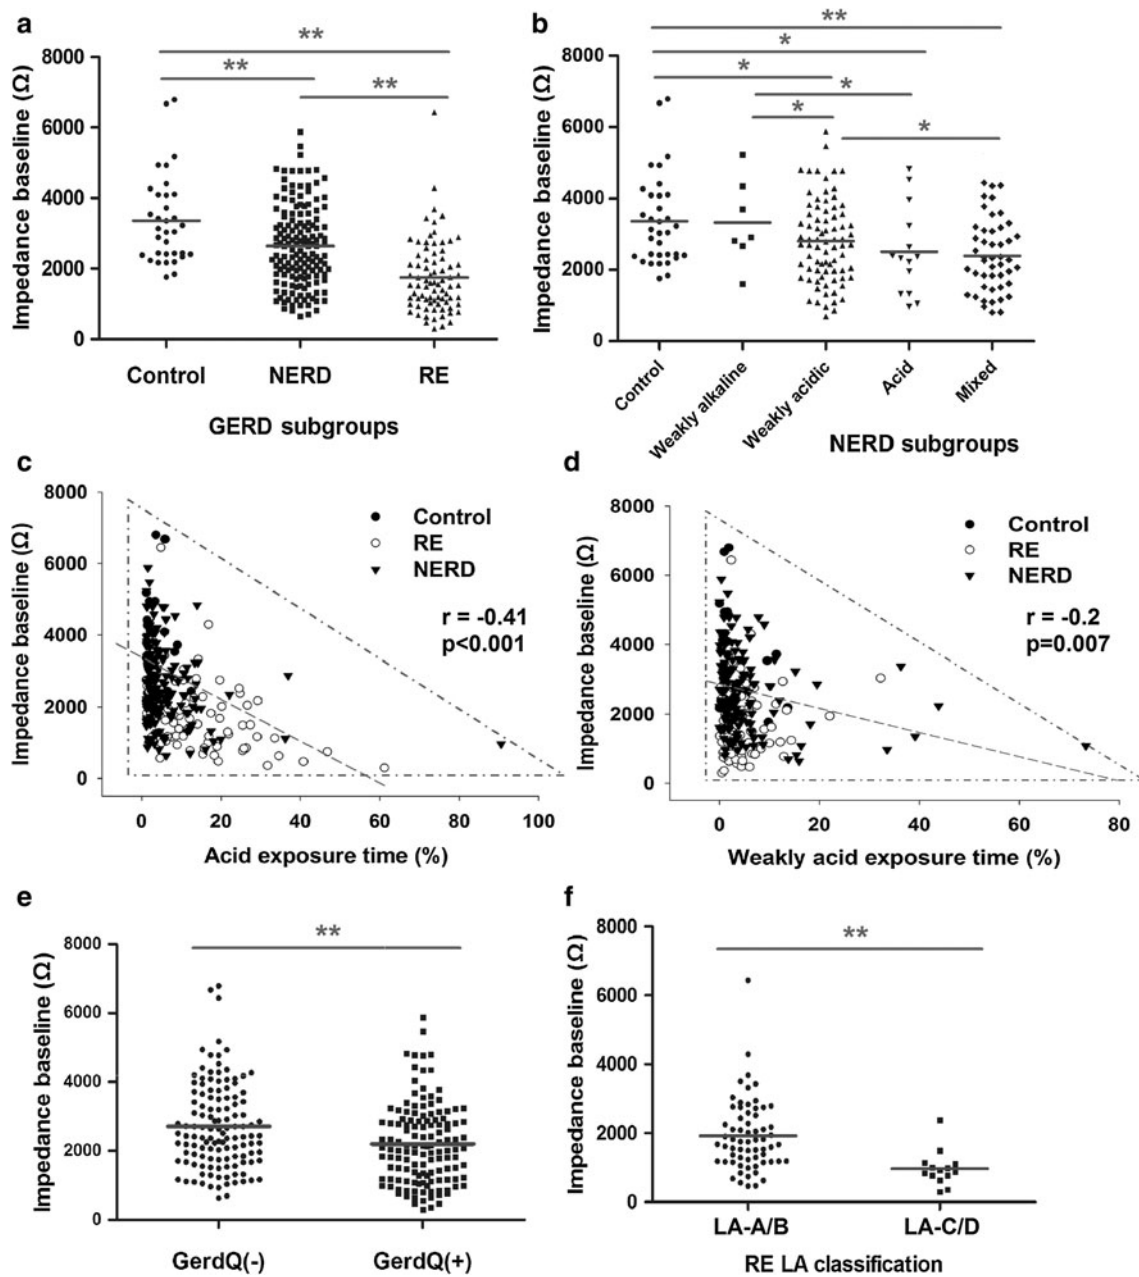 a
Impedance baseline (Ω)
8000
6000
4000
2000
0
**
**
**
Control NERD RE
GERD subgroups
b
Impedance baseline (Ω)
8000
6000
4000
2000
0
**
*
*
*
*
*
Control
Weakly alkaline
Weakly acidic
Acid
Mixed
NERD subgroups
c
Impedance baseline (Ω)
8000
6000
4000
2000
0
Control
RE
NERD
r = -0.41
p<0.001
0 20 40 60 80 100
Acid exposure time (%)
d
Impedance baseline (Ω)
8000
6000
4000
2000
0
Control
RE
NERD
r = -0.2
p=0.007
0 20 40 60 80
Weakly acid exposure time (%)
e
Impedance baseline (Ω)
8000
6000
4000
2000
0
**
GerdQ(-) GerdQ(+)
f
Impedance baseline (Ω)
8000
6000
4000
2000
0
**
LA-A/B LA-C/D
RE LA classification